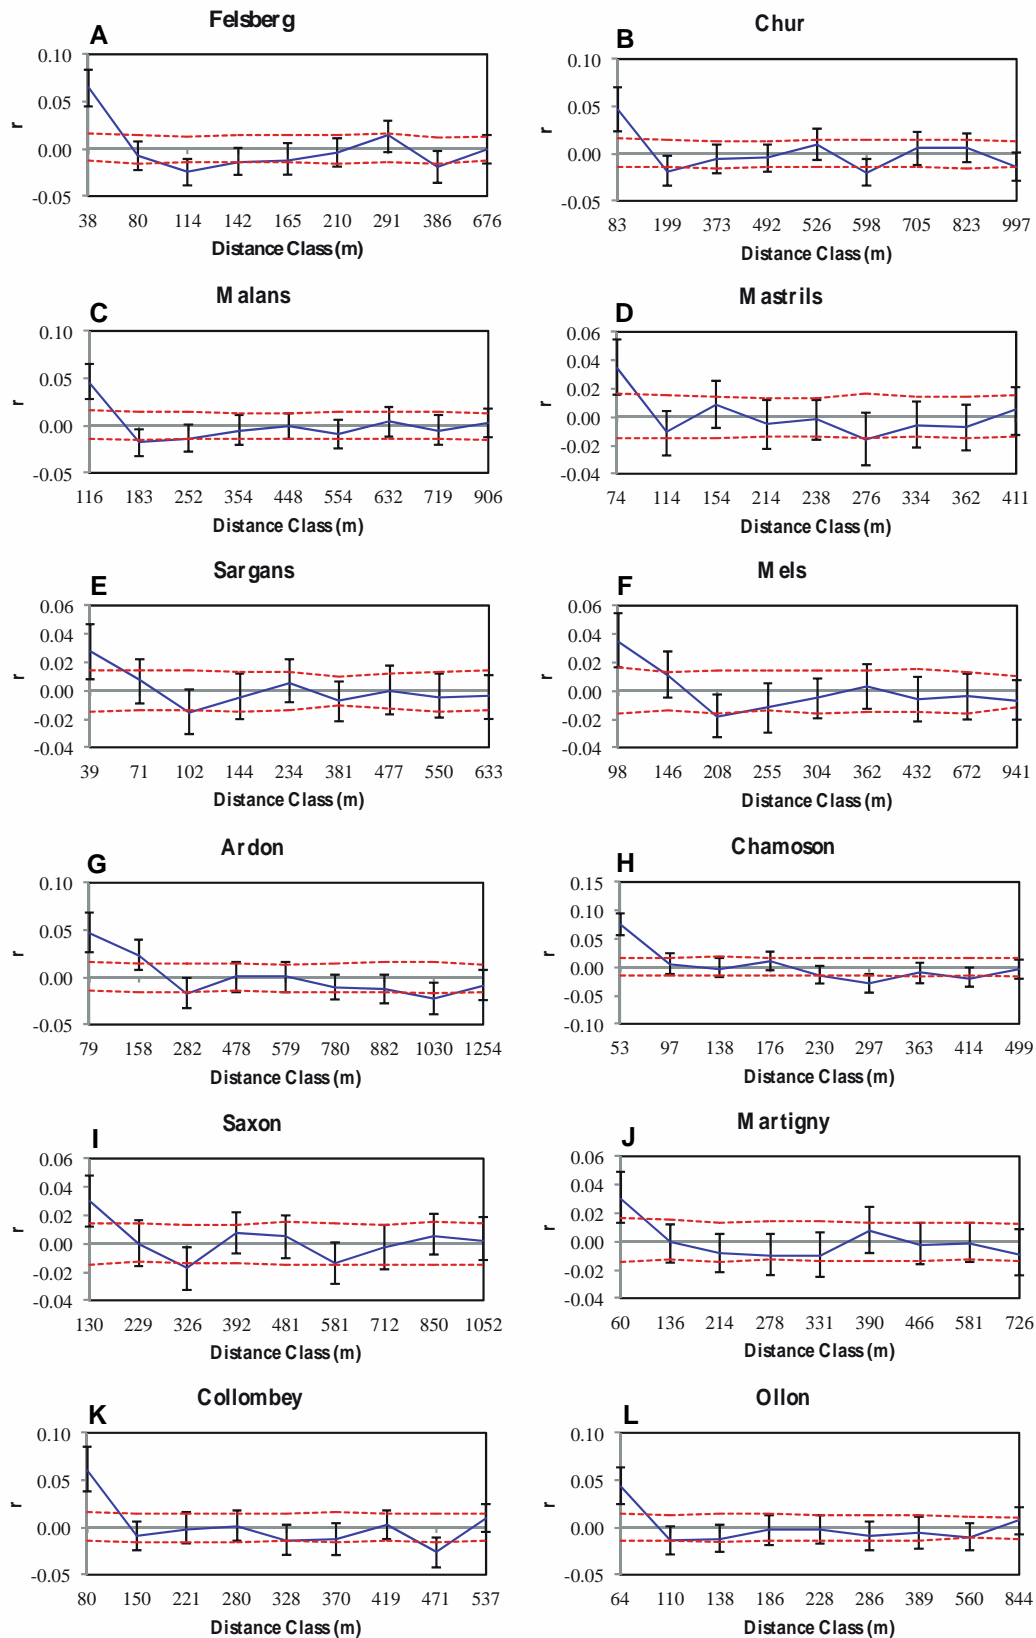 A Felsberg
0.10
0.05
0.00
-0.05
r
38 80 114 142 165 210 291 386 676
Distance Class (m)
B Chur
0.10
0.05
0.00
-0.05
r
83 199 373 492 526 598 705 823 997
Distance Class (m)
C Malans
0.10
0.05
0.00
-0.05
r
116 183 252 354 448 554 632 719 906
Distance Class (m)
D Mastrils
0.06
0.04
0.02
0.00
-0.02
-0.04
r
74 114 154 214 238 276 334 362 411
Distance Class (m)
E Sargans
0.06
0.04
0.02
0.00
-0.02
-0.04
r
39 71 102 144 234 381 477 550 633
Distance Class (m)
F Mels
0.06
0.04
0.02
0.00
-0.02
-0.04
r
98 146 208 255 304 362 432 672 941
Distance Class (m)
G Ardon
0.10
0.05
0.00
-0.05
r
79 158 282 478 579 780 882 1030 1254
Distance Class (m)
H Chamoson
0.15
0.10
0.05
0.00
-0.05
-0.10
r
53 97 138 176 230 297 363 414 499
Distance Class (m)
I Saxon
0.06
0.04
0.02
0.00
-0.02
-0.04
r
130 229 326 392 481 581 712 850 1052
Distance Class (m)
J Martigny
0.06
0.04
0.02
0.00
-0.02
-0.04
r
60 136 214 278 331 390 466 581 726
Distance Class (m)
K Collombey
0.10
0.05
0.00
-0.05
r
80 150 221 280 328 370 419 471 537
Distance Class (m)
L Ollon
0.10
0.05
0.00
-0.05
r
64 110 138 186 228 286 389 560 844
Distance Class (m)